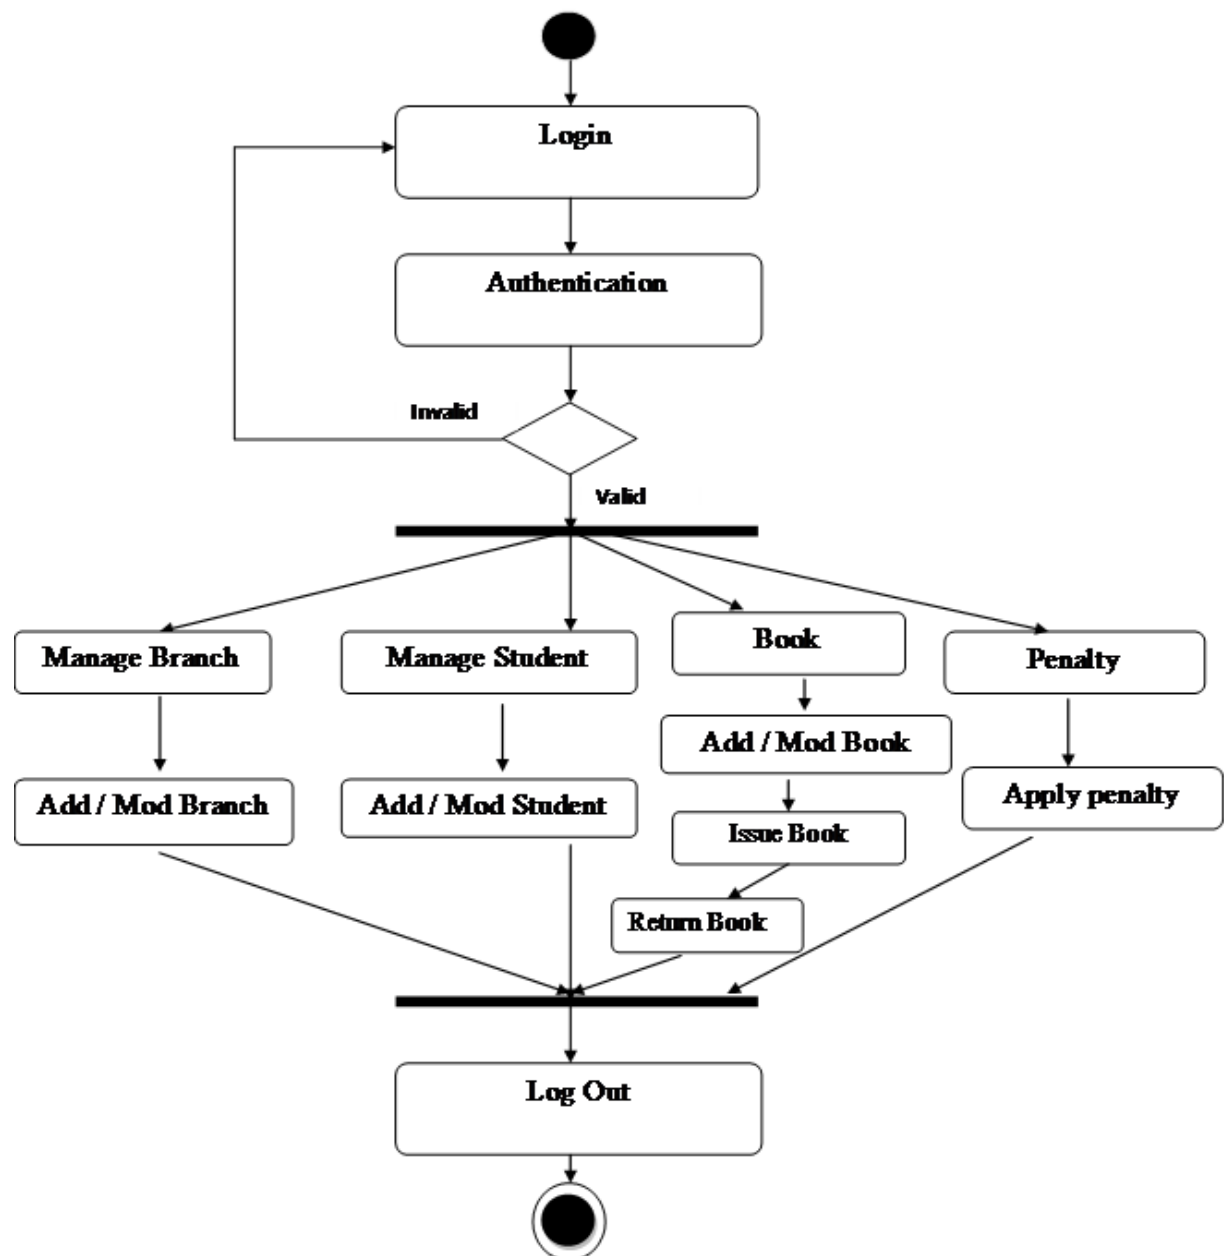 Login
Authentication
Invalid
Valid
Manage Branch
Manage Student
Book
Penalty
Add / Mod Branch
Add / Mod Student
Add / Mod Book
Apply penalty
Issue Book
Return Book
Log Out